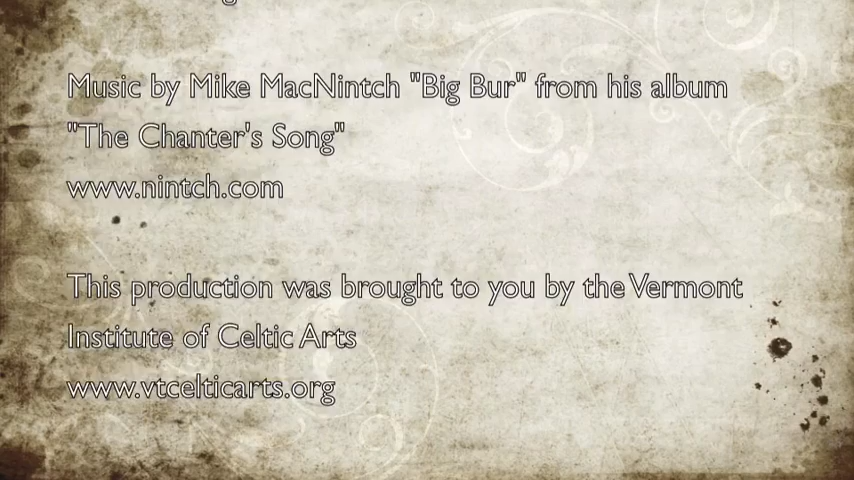 Music by Mike MacNintch "Big Bur" from his album
"The Chanter's Song"
www.nintch.com
This production was brought to you by the Vermont
Institute of Celtic Arts
www.vtcelticarts.org